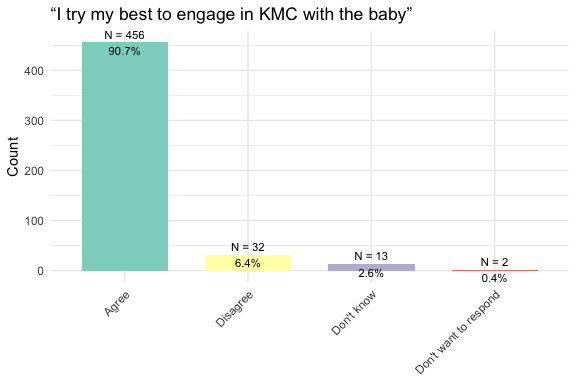 “I try my best to engage in KMC with the baby”
N = 456
90.7%
N = 32
6.4%
N = 13
2.6%
N = 2
0.4%
Count
400
300
200
100
0
Agree
Disagree
Don't know
Don't want to respond